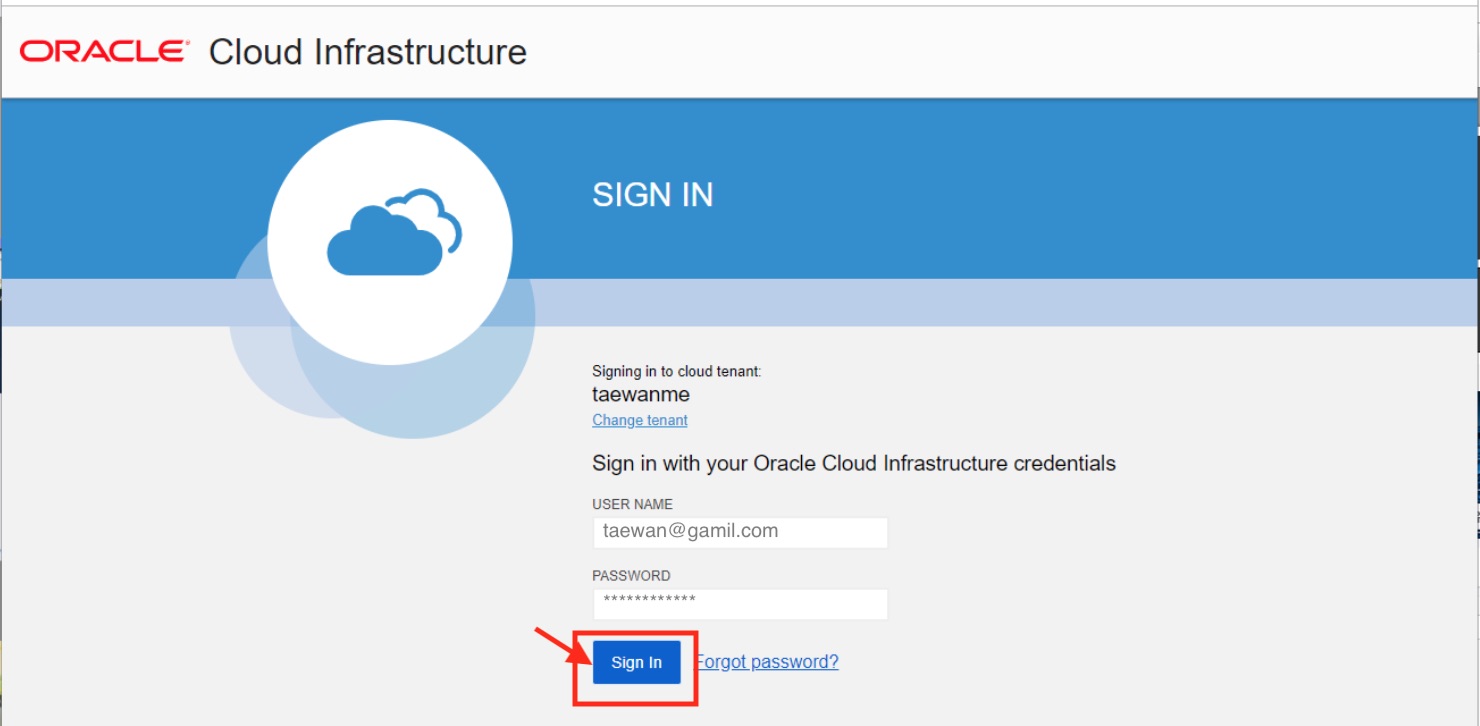 ORACLE Cloud Infrastructure
SIGN IN
Signing in to cloud tenant:
taewanme
Change tenant
Sign in with your Oracle Cloud Infrastructure credentials
USER NAME
taewan@gamil.com
PASSWORD
************
Sign In Forgot password?